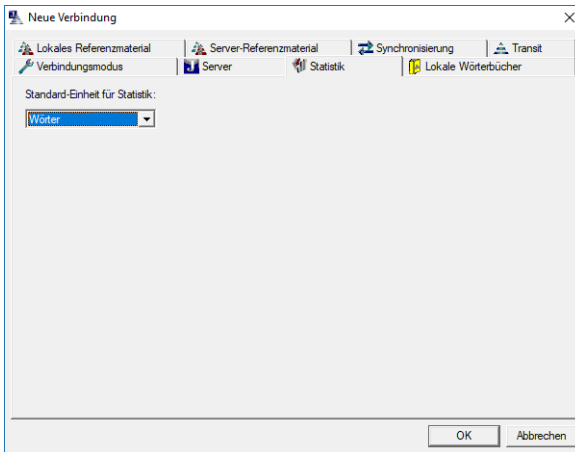 Neue Verbindung
Lokales Referenzmaterial Server-Referenzmaterial Synchronisierung Transit
Verbindungsmodus Server Statistik Lokale Wörterbücher
Standard-Einheit für Statistik:
Wörter
OK Abbrechen